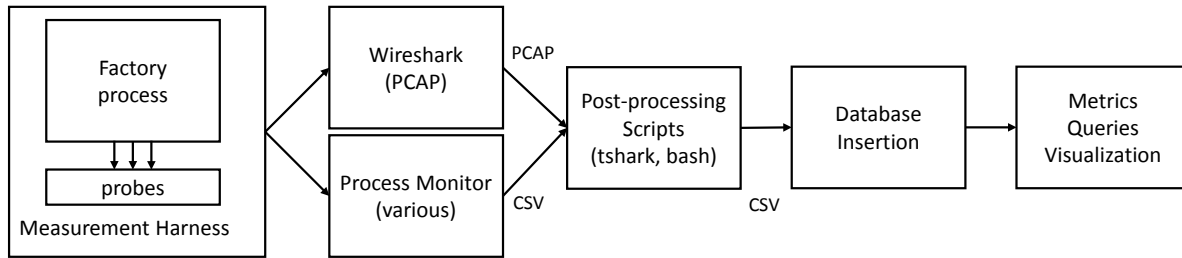 Factory
process
probes
Measurement Harness
Wireshark
(PCAP)
Process Monitor
(various)
PCAP
CSV
Post-processing
Scripts
(tshark, bash)
CSV
Database
Insertion
Metrics
Queries
Visualization